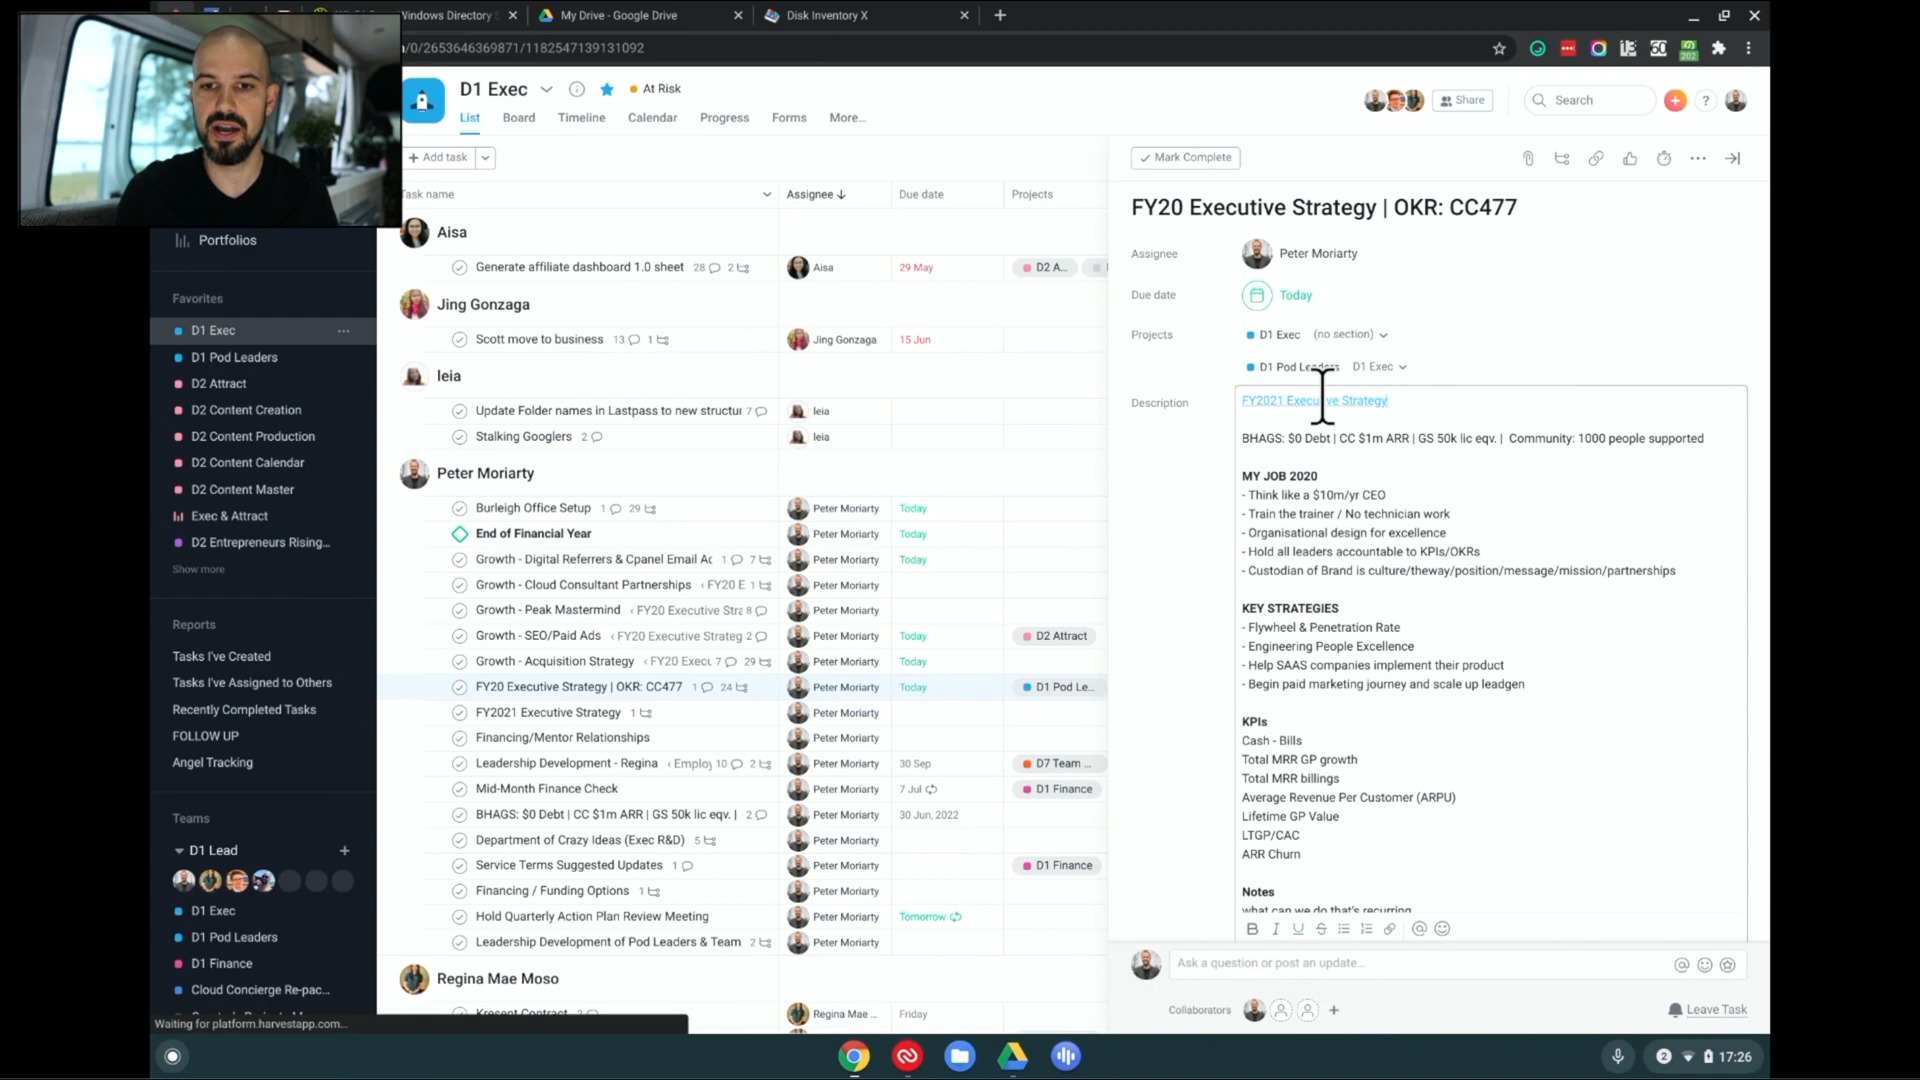 Windows Directory
My Drive - Google Drive
Disk Inventory X
/0/2653646369871/1182547139131092
202
D1 Exec
At Risk
Share
Search
?
List
Board
Timeline
Calendar
Progress
Forms
More...
+ Add task
Task name
Assignee
Due date
Projects
Portfolios
Favorites
D1 Exec
D1 Pod Leaders
D2 Attract
D2 Content Creation
D2 Content Production
D2 Content Calendar
D2 Content Master
Exec & Attract
D2 Entrepreneurs Rising...
Show more
Reports
Tasks I've Created
Tasks I've Assigned to Others
Recently Completed Tasks
FOLLOW UP
Angel Tracking
Teams
D1 Lead
D1 Exec
D1 Pod Leaders
D1 Finance
Cloud Concierge Re-pac...
Waiting for platform.harvestapp.com...
Aisa
Generate affiliate dashboard 1.0 sheet 28 2 Aisa 29 May D2 A...
Jing Gonzaga
Scott move to business 13 1 Jing Gonzaga 15 Jun
leia
Update Folder names in Lastpass to new structur 7 leia
Stalking Googlers 2 leia
Peter Moriarty
Burleigh Office Setup 1 29 Peter Moriarty Today
End of Financial Year Peter Moriarty Today
Growth - Digital Referrers & Cpanel Email Ac 1 7 Peter Moriarty Today
Growth - Cloud Consultant Partnerships ‹ FY20 E 1 Peter Moriarty
Growth - Peak Mastermind ‹ FY20 Executive Stra 8 Peter Moriarty
Growth - SEO/Paid Ads ‹ FY20 Executive Strateg 2 Peter Moriarty Today D2 Attract
Growth - Acquisition Strategy ‹ FY20 Execu 7 29 Peter Moriarty Today
FY20 Executive Strategy | OKR: CC477 1 24 Peter Moriarty Today D1 Pod Le...
FY2021 Executive Strategy 1 Peter Moriarty
Financing/Mentor Relationships Peter Moriarty
Leadership Development - Regina ‹ Employ 10 2 Peter Moriarty 30 Sep D7 Team ...
Mid-Month Finance Check Peter Moriarty 7 Jul D1 Finance
BHAGS: $0 Debt | CC $1m ARR | GS 50k lic eqv. | 2 Peter Moriarty 30 Jun, 2022
Department of Crazy Ideas (Exec R&D) 5 Peter Moriarty
Service Terms Suggested Updates 1 Peter Moriarty D1 Finance
Financing / Funding Options 1 Peter Moriarty
Hold Quarterly Action Plan Review Meeting Peter Moriarty Tomorrow
Leadership Development of Pod Leaders & Team 2 Peter Moriarty
Regina Mae Moso
Kresent Contract Regina Mae ... Friday
Mark Complete
FY20 Executive Strategy | OKR: CC477
Assignee Peter Moriarty
Due date Today
Projects D1 Exec (no section)
D1 Pod Leaders D1 Exec
Description
FY2021 Executive Strategy
BHAGS: $0 Debt | CC $1m ARR | GS 50k lic eqv. | Community: 1000 people supported
MY JOB 2020
- Think like a $10m/yr CEO
- Train the trainer / No technician work
- Organisational design for excellence
- Hold all leaders accountable to KPIs/OKRs
- Custodian of Brand is culture/theway/position/message/mission/partnerships
KEY STRATEGIES
- Flywheel & Penetration Rate
- Engineering People Excellence
- Help SAAS companies implement their product
- Begin paid marketing journey and scale up leadgen
KPIs
Cash - Bills
Total MRR GP growth
Total MRR billings
Average Revenue Per Customer (ARPU)
Lifetime GP Value
LTGP/CAC
ARR Churn
Notes
what can we do that's recurring
B I U S
Ask a question or post an update...
Collaborators
Leave Task
2
17:26